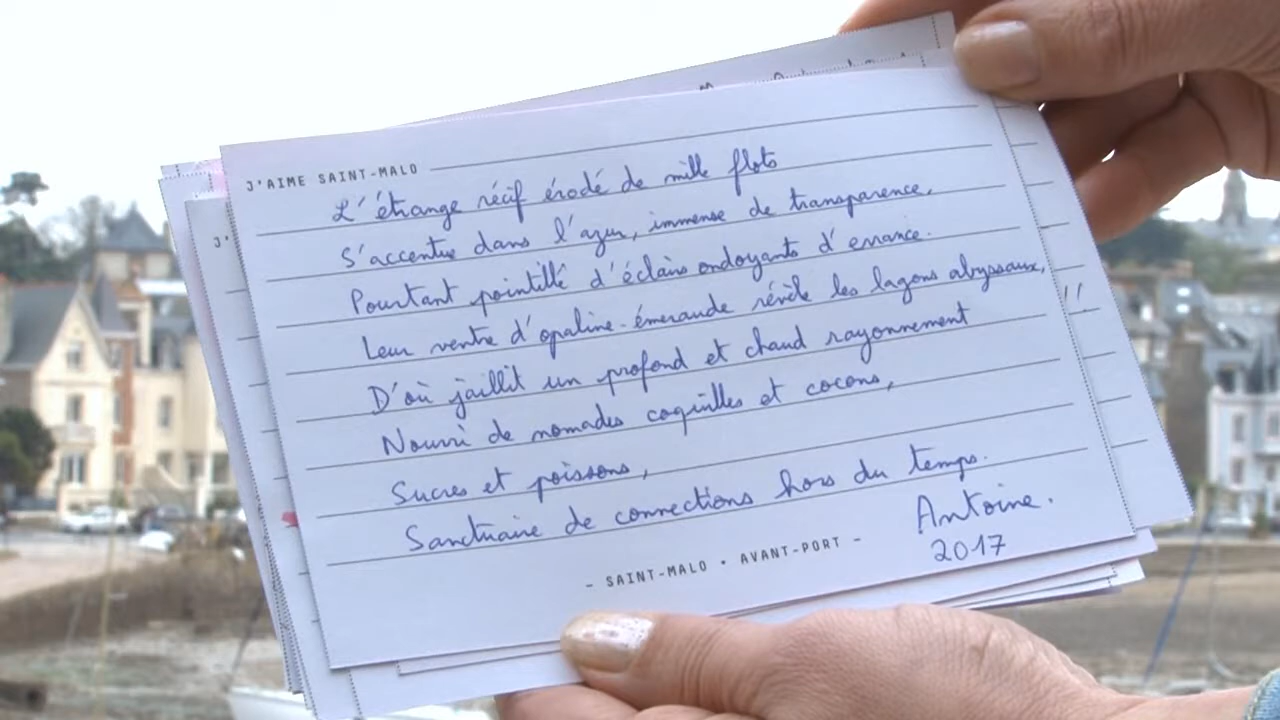 J'AIME SAINT-MALO
L'étrange récif érodé de mille flots
S'accentue dans l'azur, immense de transparence,
Pourtant pointillé d'éclairs ondoyants d'errance.
Leur ventre d'opaline-émeraude révèle les lagons abyssaux,
D'où jaillit un profond et chaud rayonnement
Nourri de nomades coquilles et cocons,
Sucres et poissons,
Sanctuaire de connections hors du temps.
Antoine.
2017
- SAINT-MALO • AVANT-PORT -
J'
!!